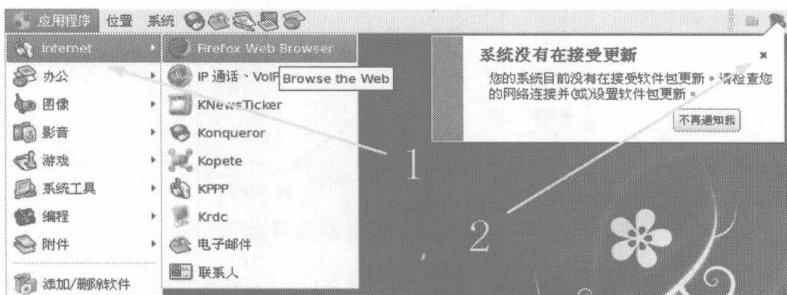 应用程序 位置 系统
Internet
办公
图像
影音
游戏
系统工具
编程
附件
添加/删除软件
Firefox Web Browser
IP 通话、VoIP
Browse the Web
KNewsTicker
Konqueror
Kopete
KPPP
Krdc
电子邮件
联系人
系统没有在接受更新
您的系统目前没有在接受软件包更新。请检查您
的网络连接并(或)设置软件包更新。
不再通知我
1
2